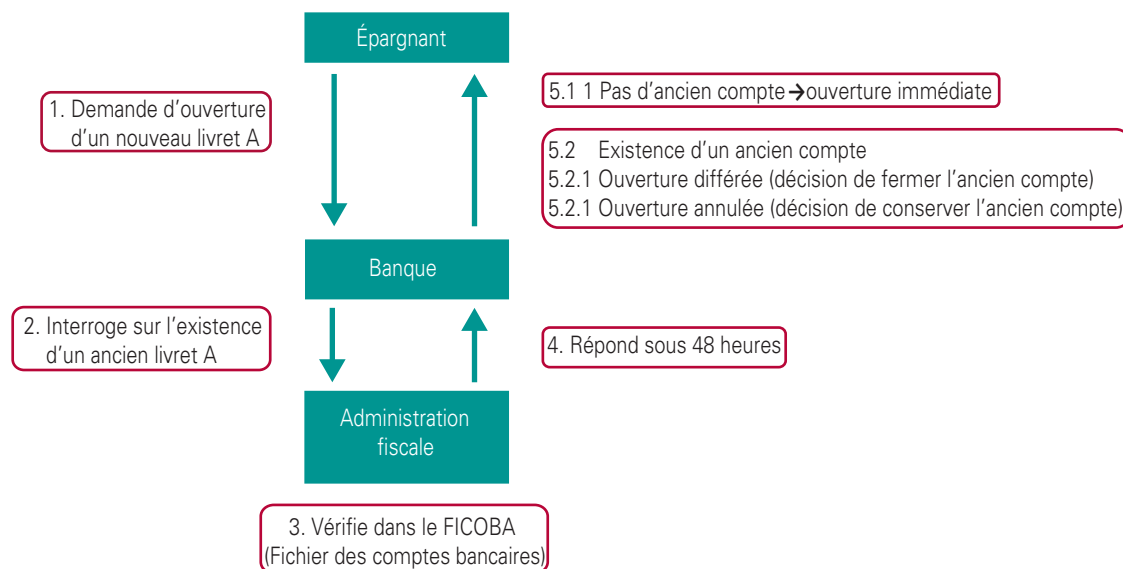 Épargnant
1. Demande d'ouverture
d'un nouveau livret A
5.1 1 Pas d'ancien compte→ouverture immédiate
5.2 Existence d'un ancien compte
5.2.1 Ouverture différée (décision de fermer l'ancien compte)
5.2.1 Ouverture annulée (décision de conserver l'ancien compte)
Banque
2. Interroge sur l'existence
d'un ancien livret A
4. Répond sous 48 heures
Administration
fiscale
3. Vérifie dans le FICOBA
(Fichier des comptes bancaires)